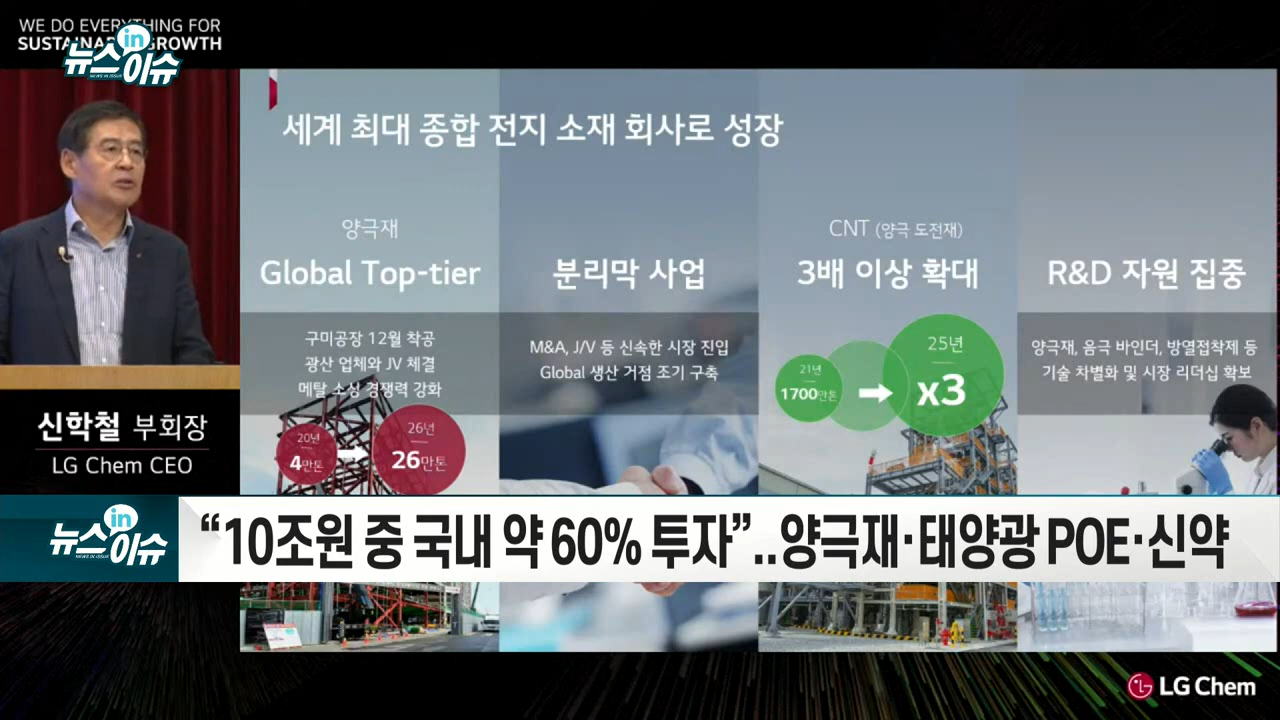 WE DO EVERYTHING FOR
SUSTAINABLE GROWTH
뉴스in이슈
NEWS IN ISSUE
세계 최대 종합 전지 소재 회사로 성장
양극재
Global Top-tier
구미공장 12월 착공
광산 업체와 JV 체결
메탈 소싱 경쟁력 강화
20년
4만톤
26년
26만톤
분리막 사업
M&A, J/V 등 신속한 시장 진입
Global 생산 거점 조기 구축
CNT (양극 도전재)
3배 이상 확대
21년
1700만톤
25년
x3
R&D 자원 집중
양극재, 음극 바인더, 방열접착제 등
기술 차별화 및 시장 리더십 확보
신학철 부회장
LG Chem CEO
뉴스in이슈
NEWS IN ISSUE
“10조원 중 국내 약 60% 투자”..양극재·태양광 POE·신약
LG Chem